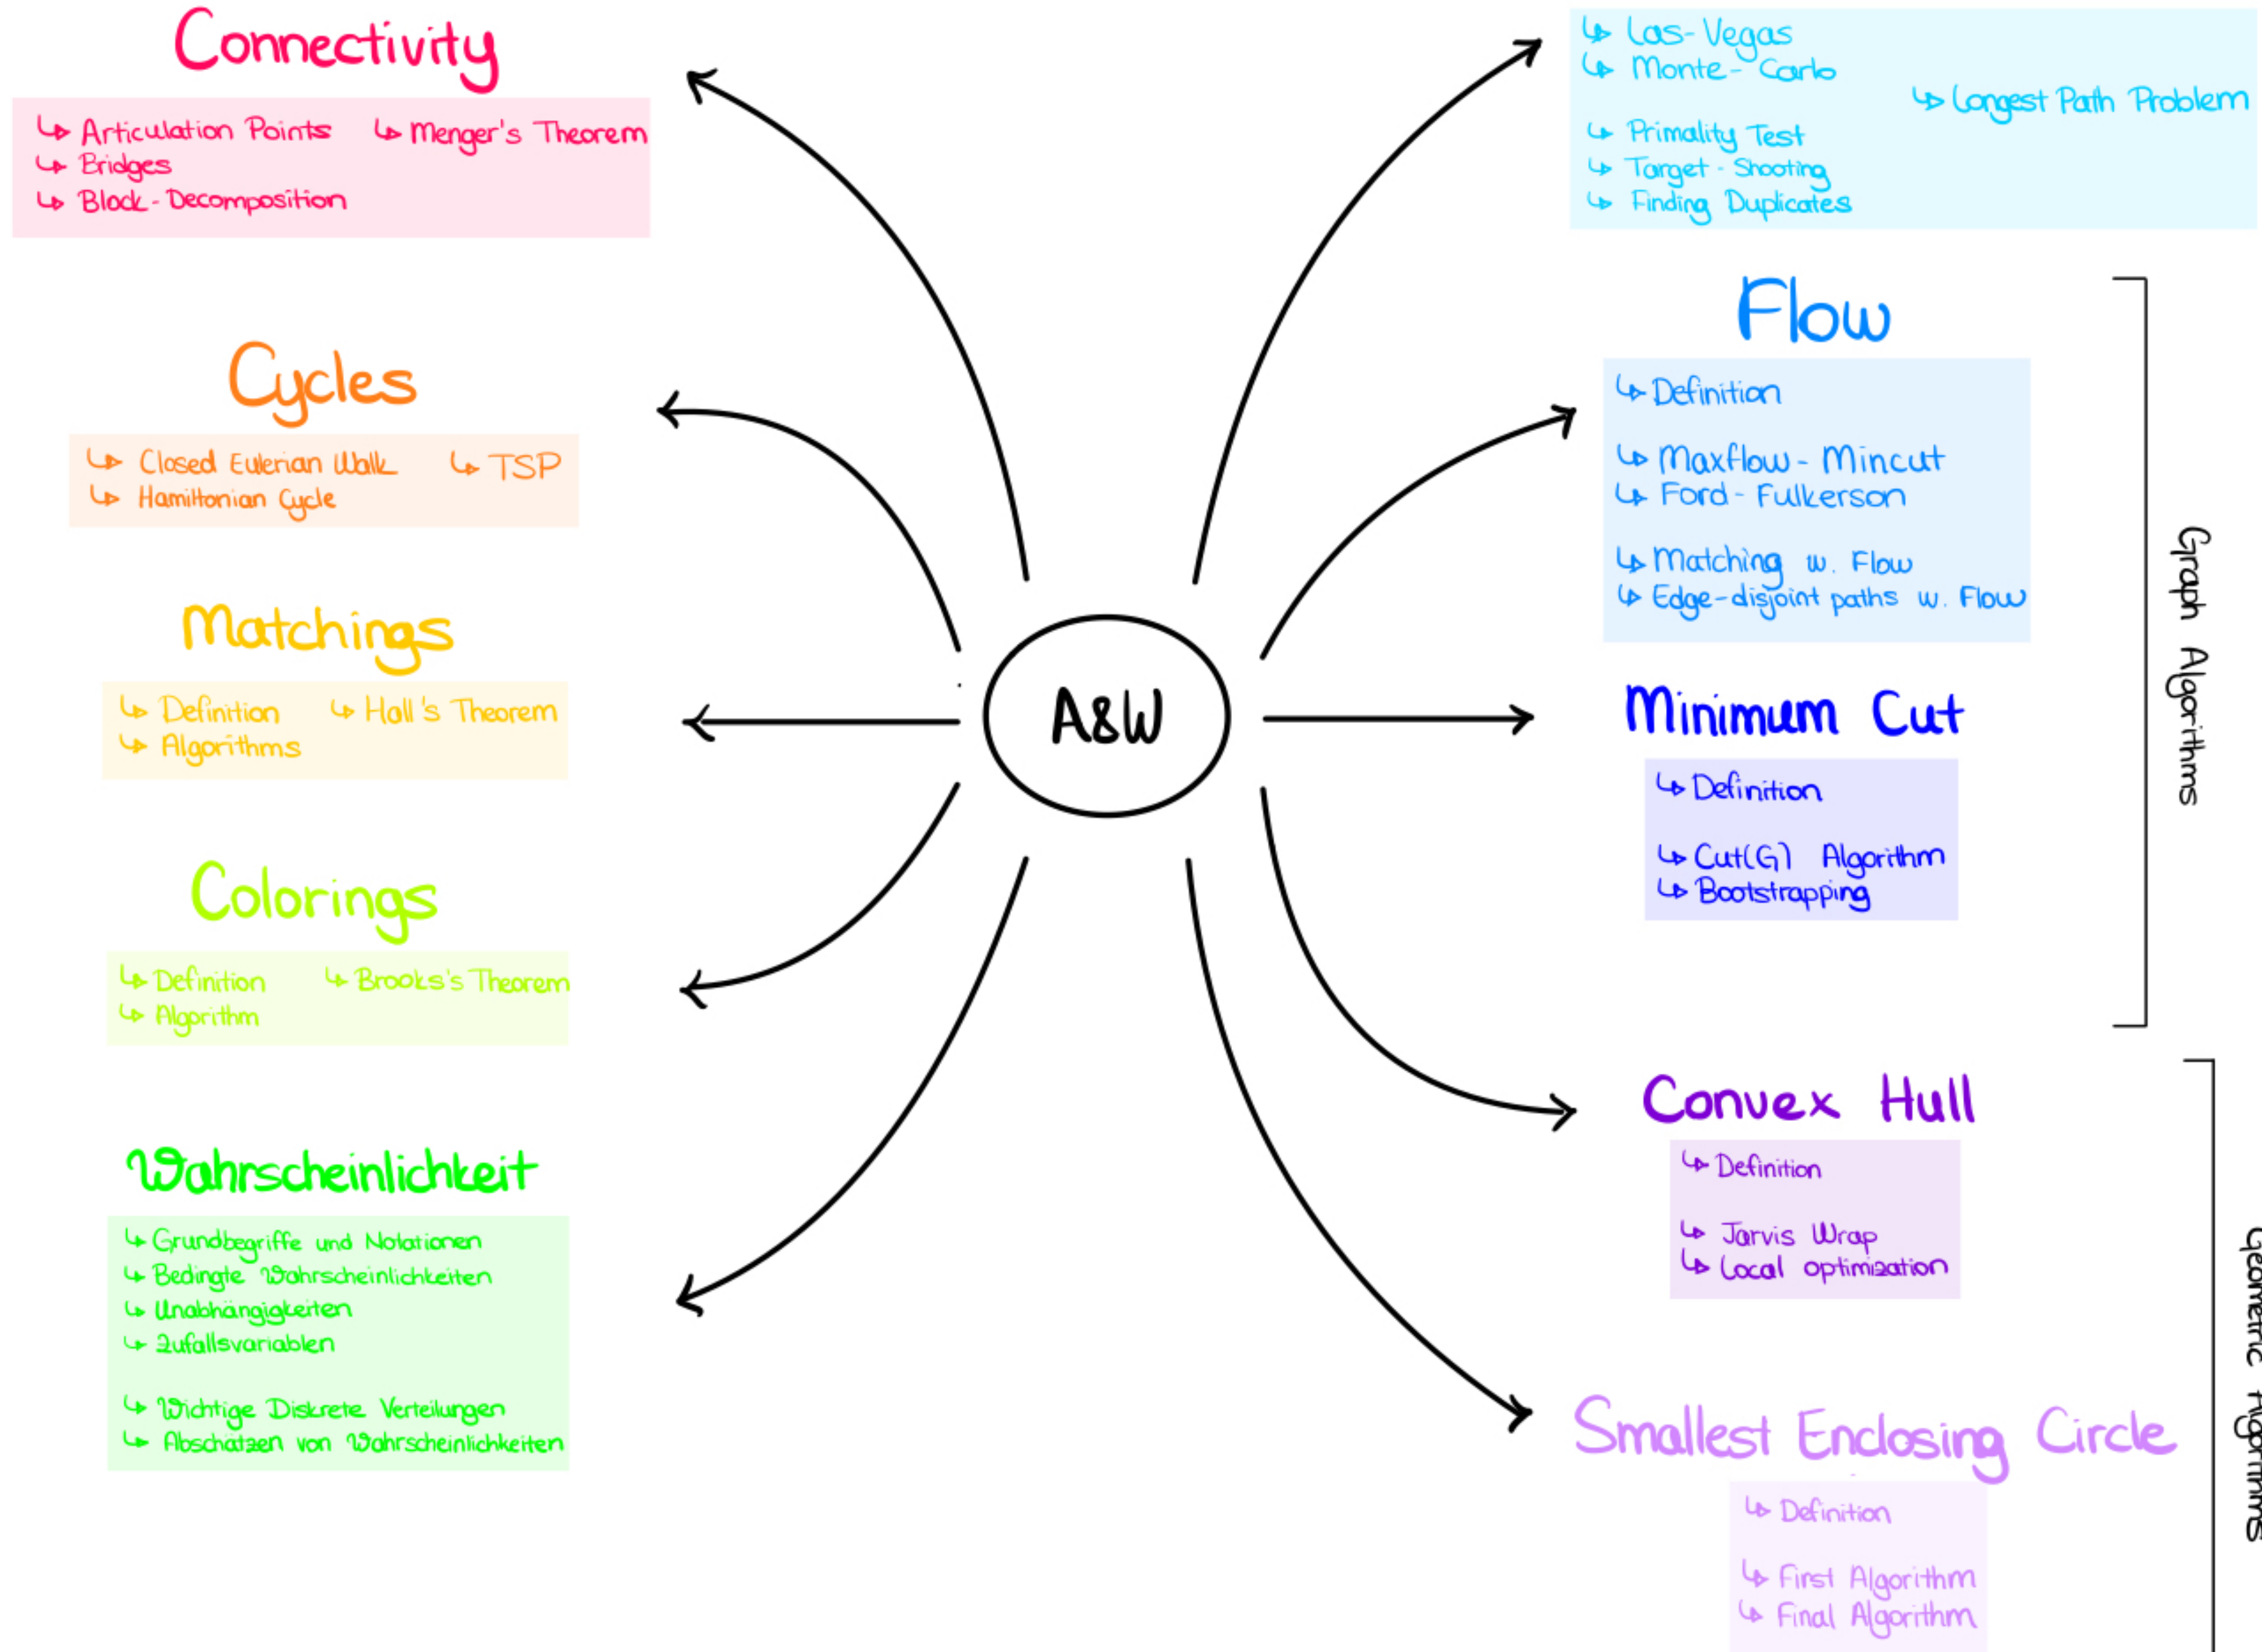 Connectivity
↳ Articulation Points ↳ Menger's Theorem
↳ Bridges
↳ Block-Decomposition
Cycles
↳ Closed Eulerian Walk ↳ TSP
↳ Hamiltonian Cycle
Matchings
↳ Definition ↳ Hall's Theorem
↳ Algorithms
Colorings
↳ Definition ↳ Brooks's Theorem
↳ Algorithm
Wahrscheinlichkeit
↳ Grundbegriffe und Notationen
↳ Bedingte Wahrscheinlichkeiten
↳ Unabhängigkeiten
↳ Zufallsvariablen
↳ Wichtige Diskrete Verteilungen
↳ Abschätzen von Wahrscheinlichkeiten
A&W
↳ Las-Vegas
↳ Monte-Carlo
↳ Longest Path Problem
↳ Primality Test
↳ Target-Shooting
↳ Finding Duplicates
Flow
↳ Definition
↳ Maxflow-Mincut
↳ Ford-Fulkerson
↳ Matching w. Flow
↳ Edge-disjoint paths w. Flow
Minimum Cut
↳ Definition
↳ Cut(G) Algorithm
↳ Bootstrapping
Graph Algorithms
Convex Hull
↳ Definition
↳ Jarvis Wrap
↳ Local optimization
Smallest Enclosing Circle
↳ Definition
↳ First Algorithm
↳ Final Algorithm
Geometric Algorithms